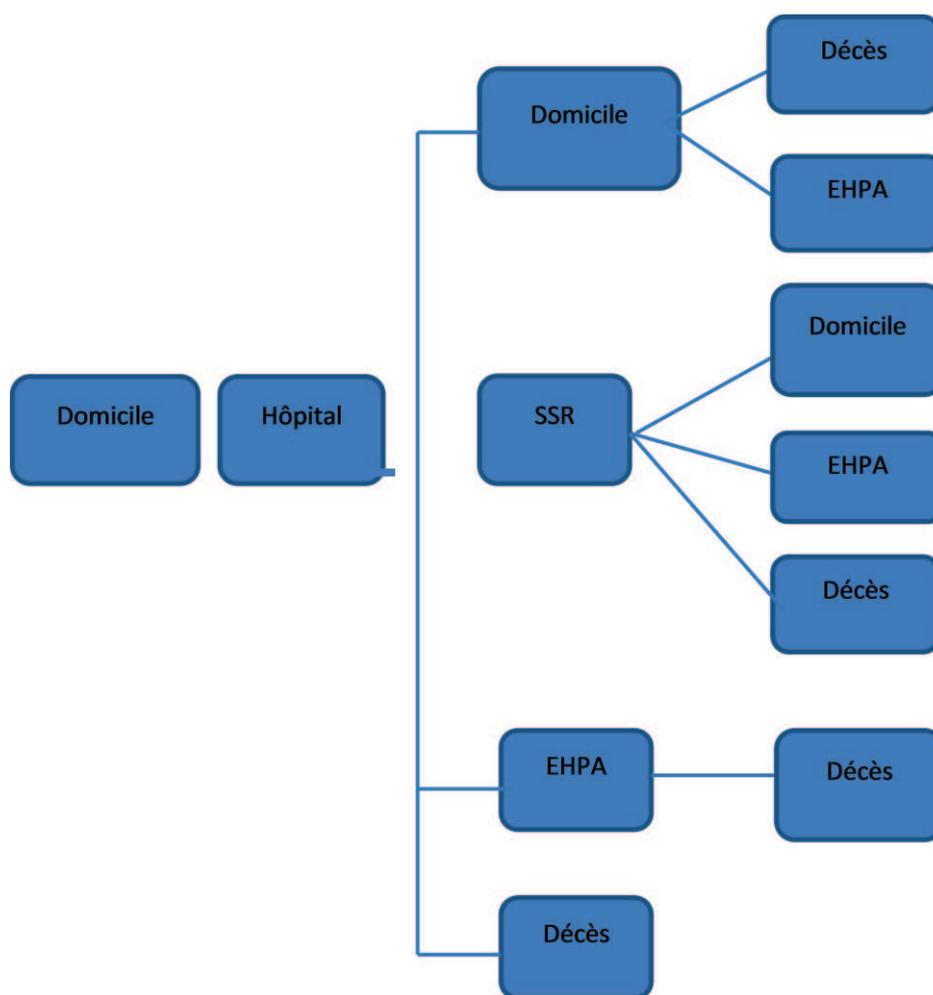 Domicile
Hôpital
Domicile
Décès
EHPA
SSR
Domicile
EHPA
Décès
EHPA
Décès
Décès